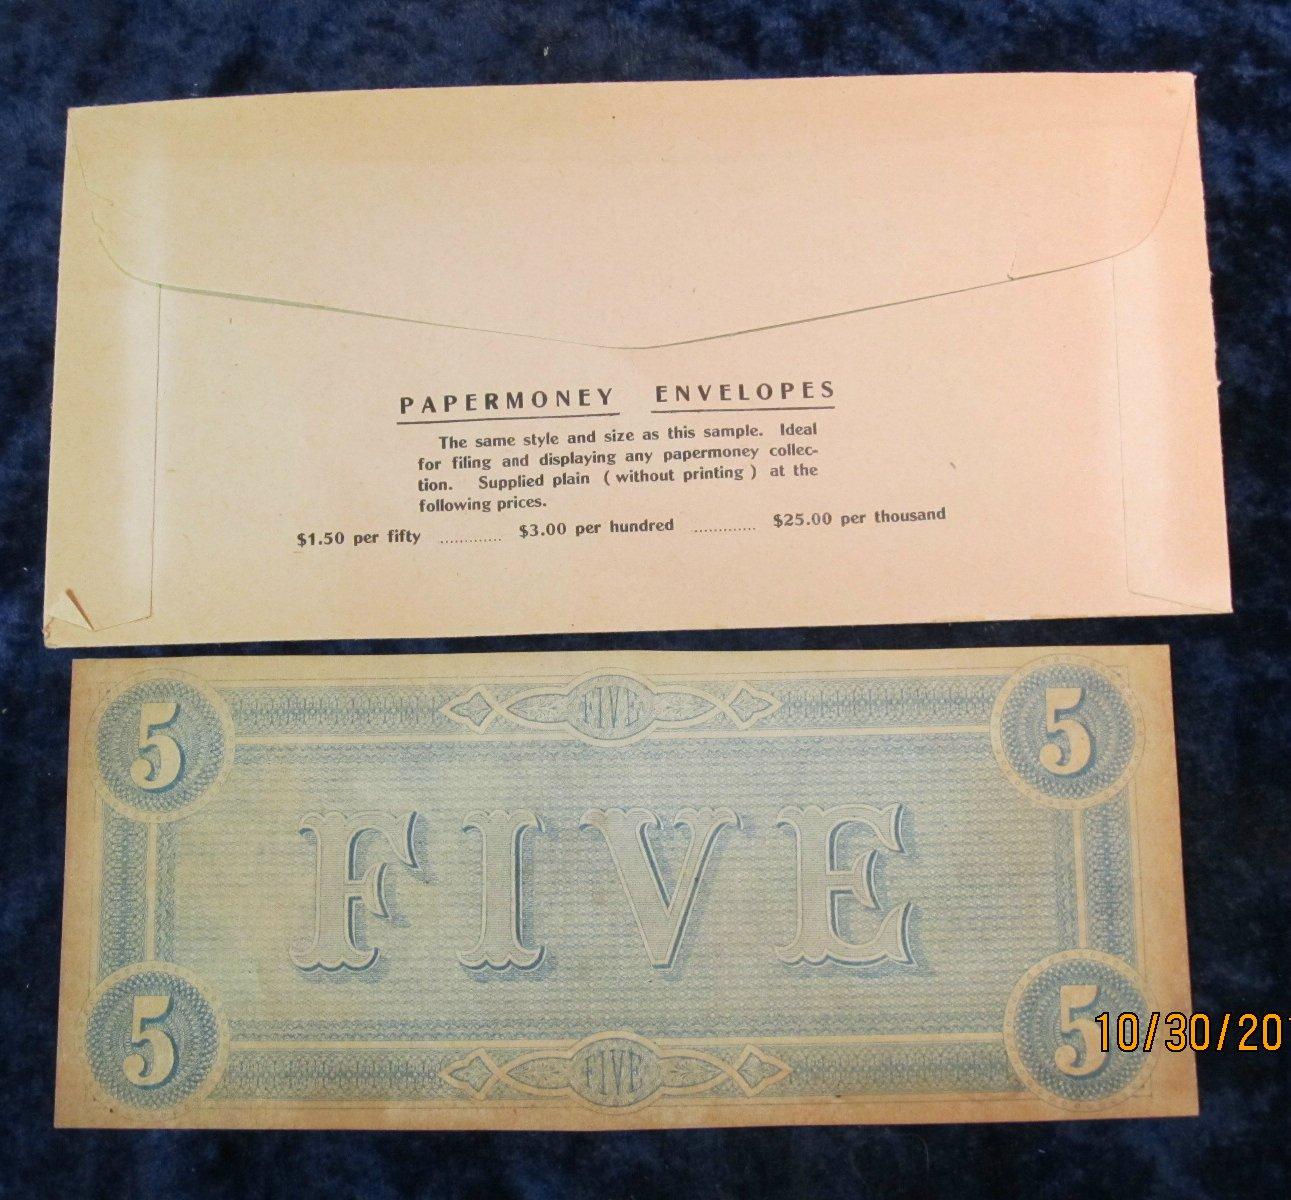 PAPERMONEY ENVELOPES
The same style and size as this sample. Ideal
for filing and displaying any papermoney collec-
tion. Supplied plain ( without printing ) at the
following prices.
$1.50 per fifty ............. $3.00 per hundred ............. $25.00 per thousand
5 FIVE 5
FIVE
5 FIVE 5
10/30/20